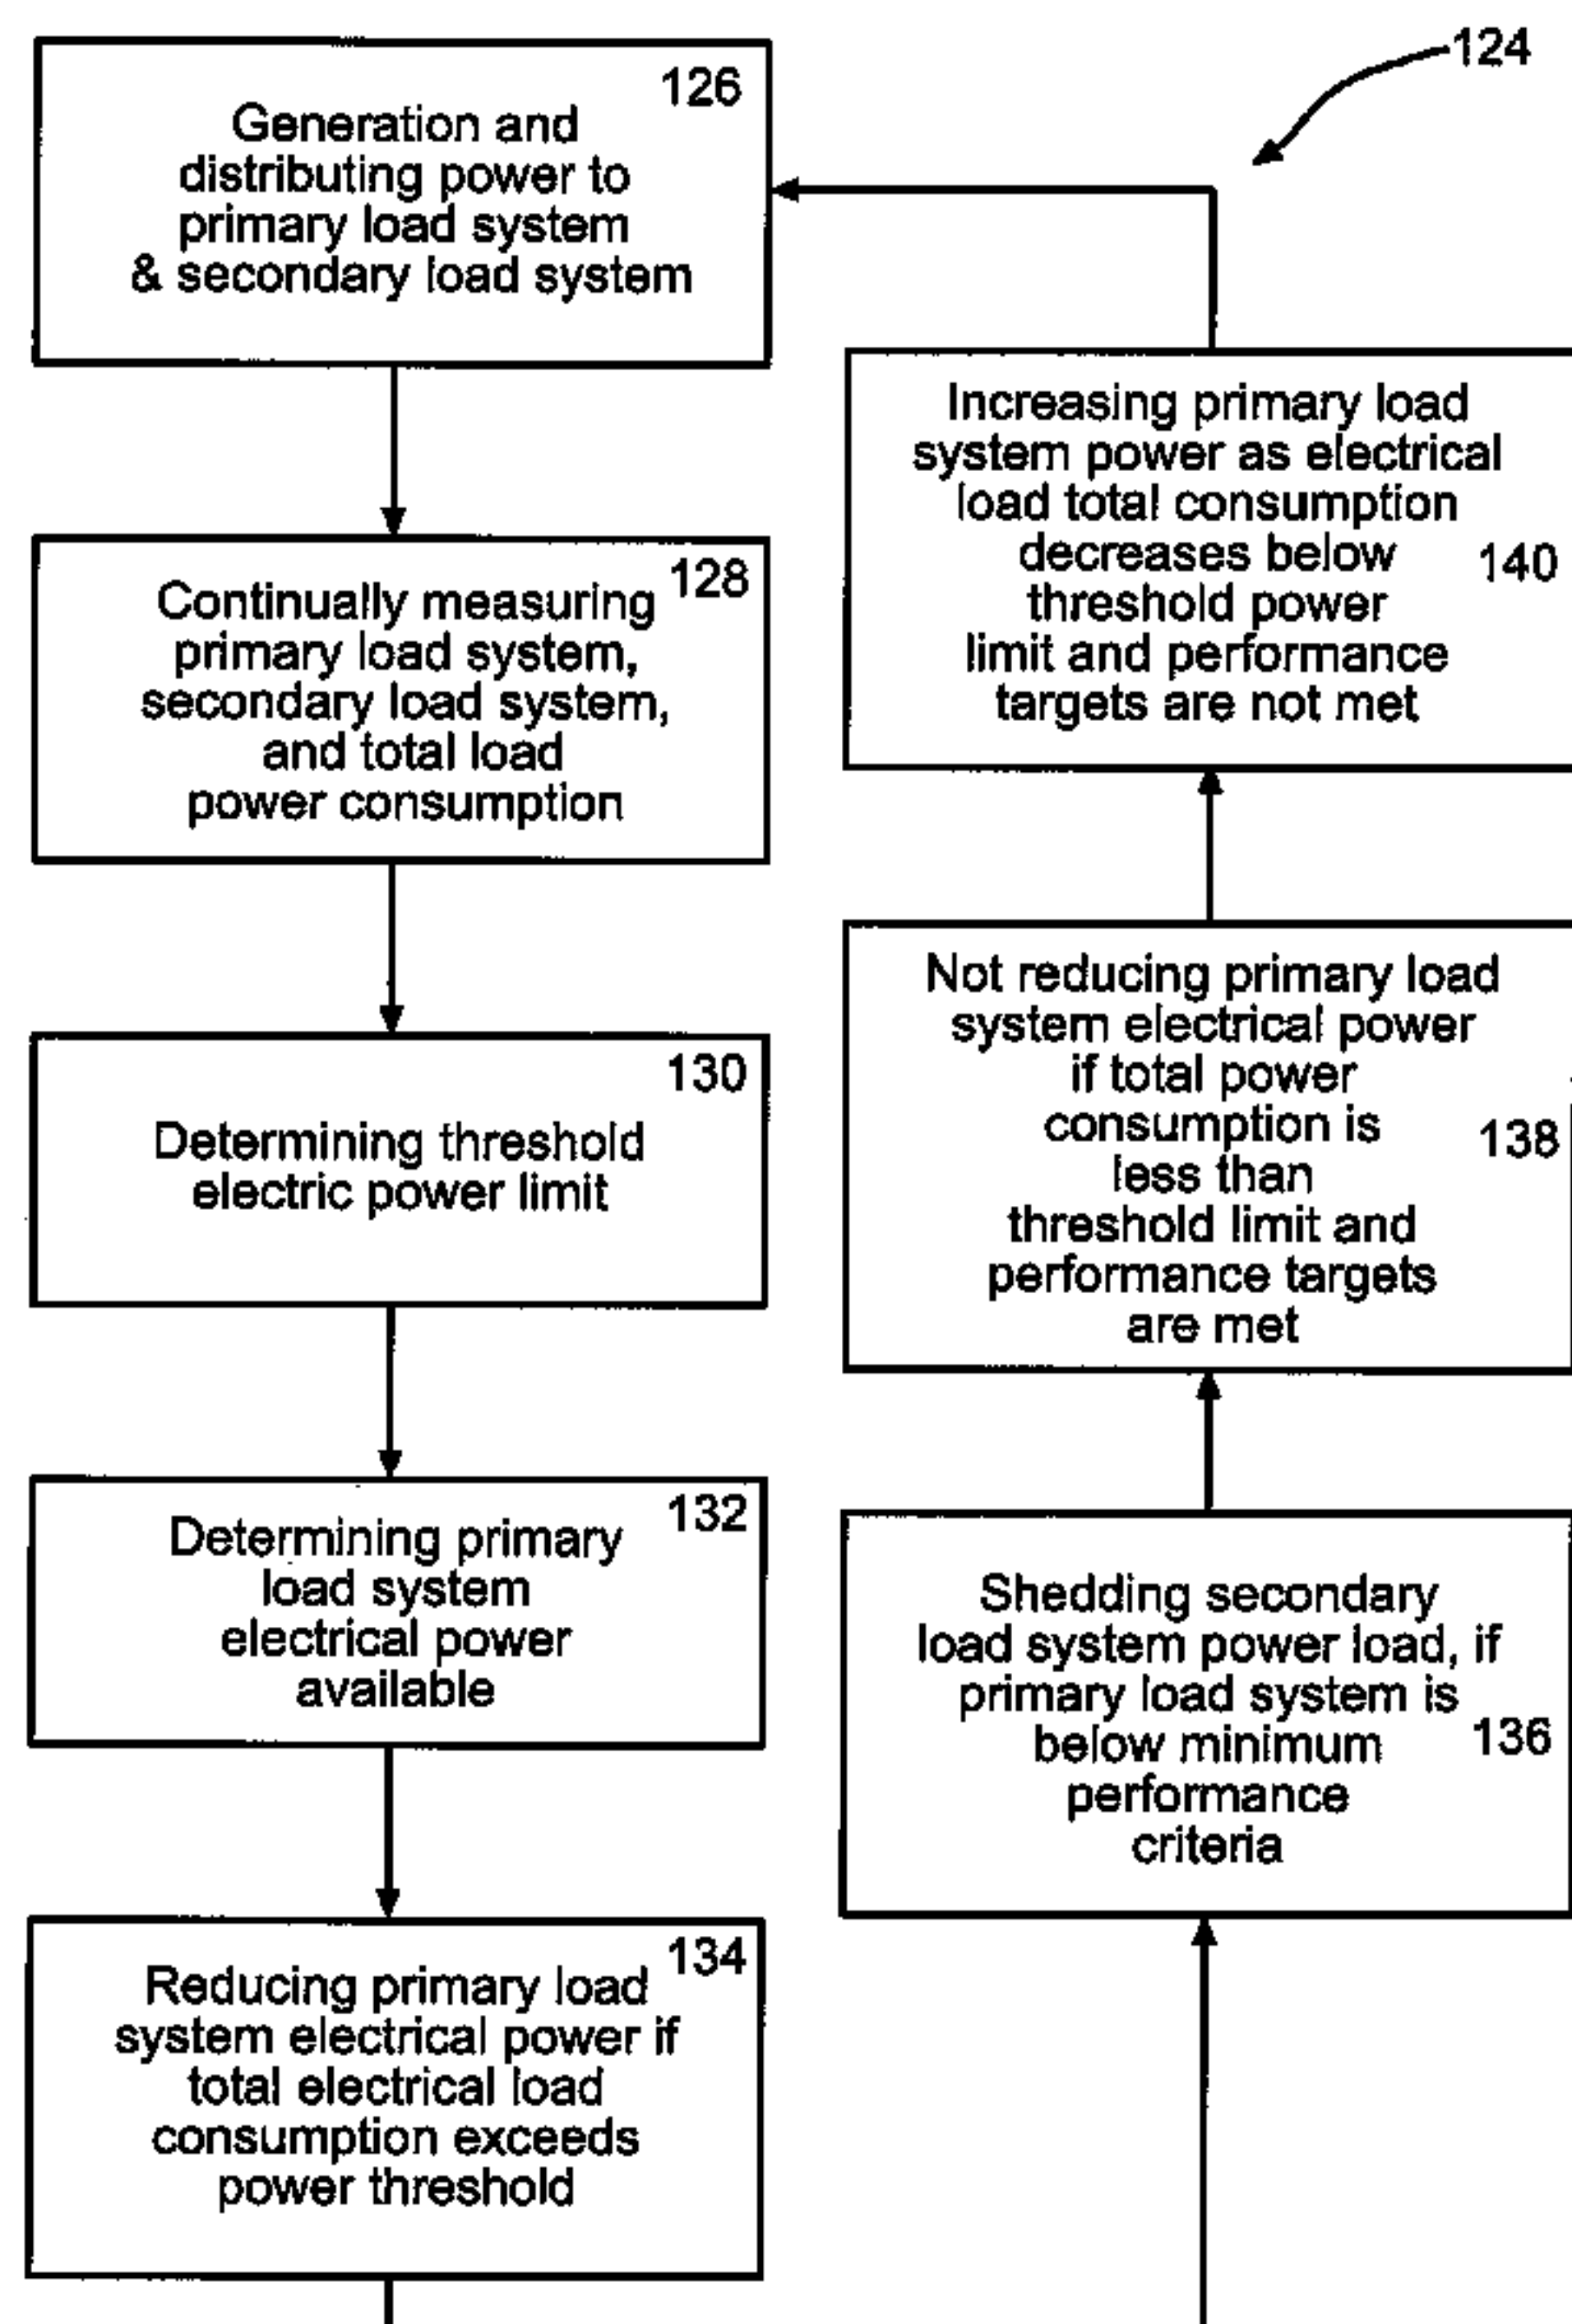 124
126
Generation and
distributing power to
primary load system
& secondary load system
128
Continually measuring
primary load system,
secondary load system,
and total load
power consumption
130
Determining threshold
electric power limit
132
Determining primary
load system
electrical power
available
134
Reducing primary load
system electrical power if
total electrical load
consumption exceeds
power threshold
Shedding secondary
load system power load, if
primary load system is
below minimum
performance
criteria
136
Not reducing primary load
system electrical power
if total power
consumption is
less than
threshold limit and
performance targets
are met
138
Increasing primary load
system power as electrical
load total consumption
decreases below
threshold power
limit and performance
targets are not met
140